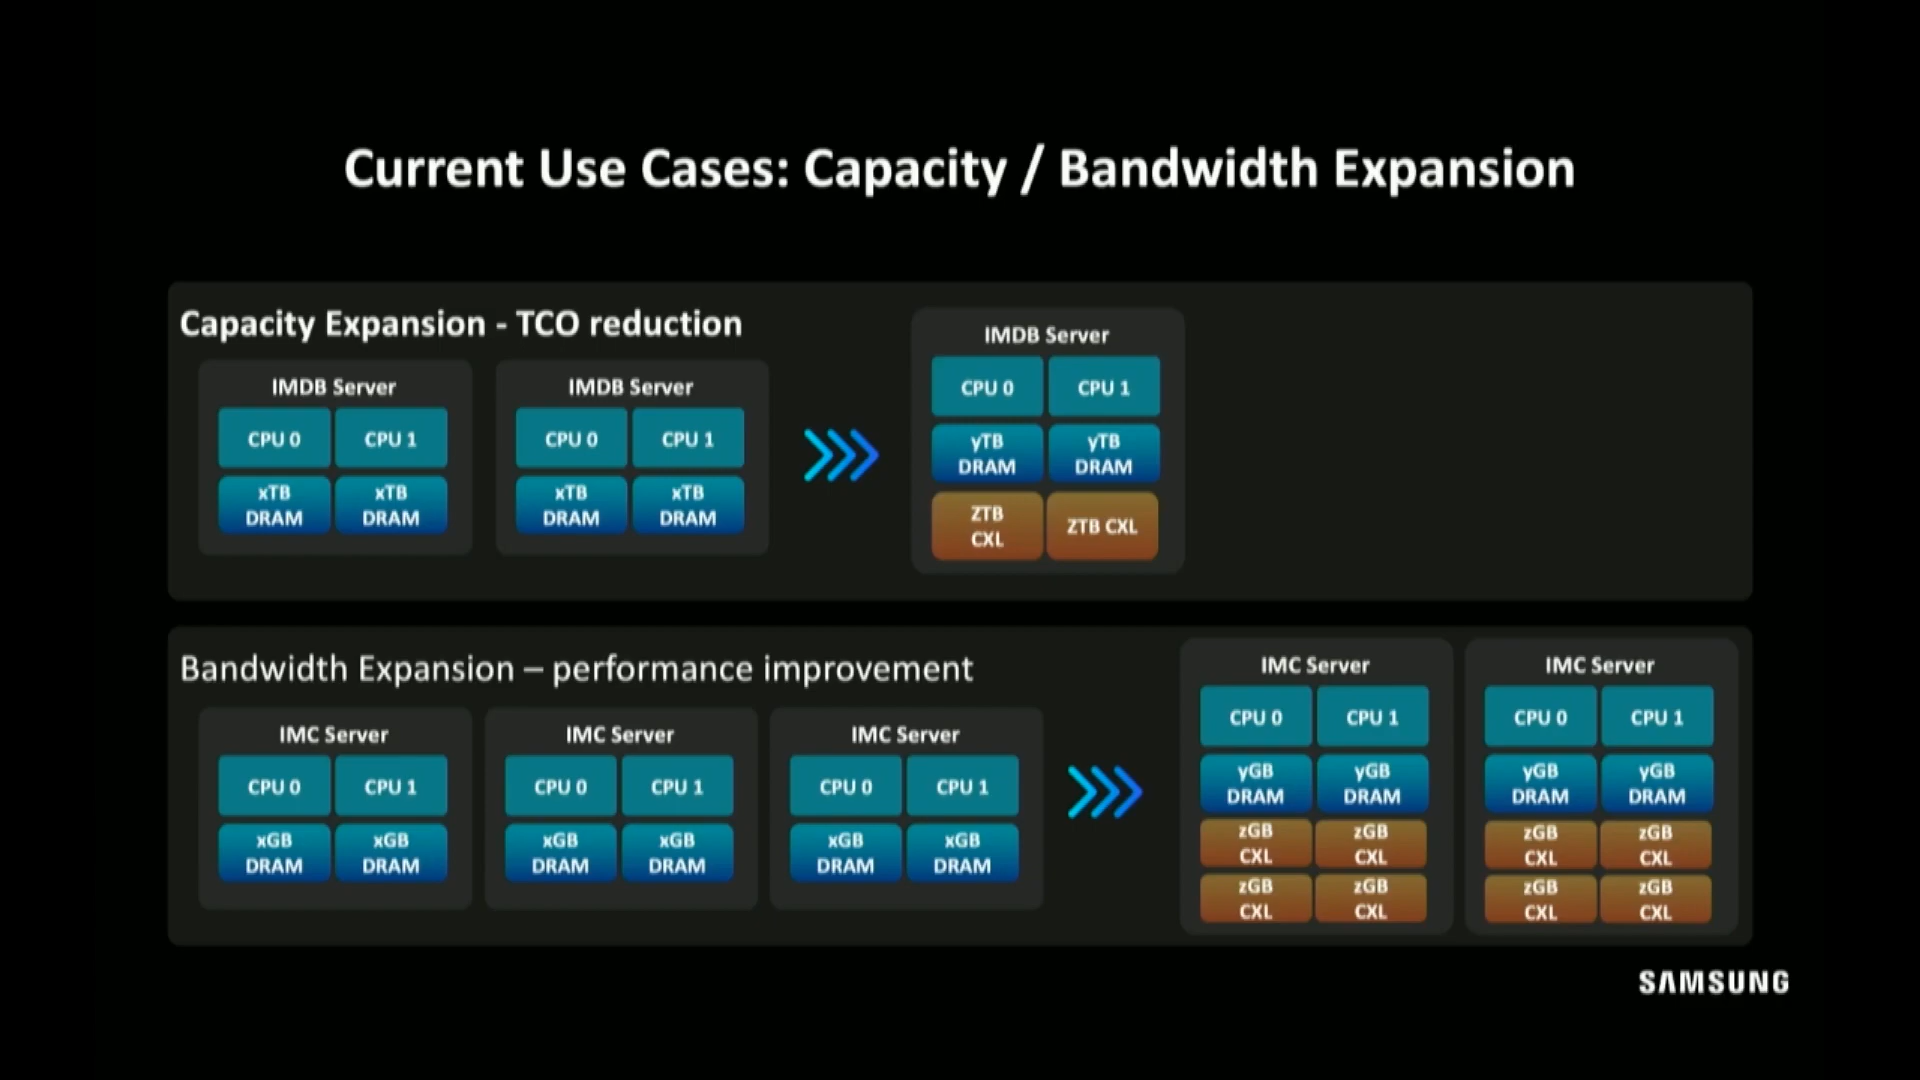 Current Use Cases: Capacity / Bandwidth Expansion
Capacity Expansion - TCO reduction
IMDB Server
CPU 0
CPU 1
xTB
DRAM
xTB
DRAM
IMDB Server
CPU 0
CPU 1
xTB
DRAM
xTB
DRAM
IMDB Server
CPU 0
CPU 1
yTB
DRAM
yTB
DRAM
ZTB
CXL
ZTB CXL
Bandwidth Expansion – performance improvement
IMC Server
CPU 0
CPU 1
xGB
DRAM
xGB
DRAM
IMC Server
CPU 0
CPU 1
xGB
DRAM
xGB
DRAM
IMC Server
CPU 0
CPU 1
xGB
DRAM
xGB
DRAM
IMC Server
CPU 0
CPU 1
yGB
DRAM
yGB
DRAM
zGB
CXL
zGB
CXL
zGB
CXL
zGB
CXL
IMC Server
CPU 0
CPU 1
yGB
DRAM
yGB
DRAM
zGB
CXL
zGB
CXL
zGB
CXL
zGB
CXL
SAMSUNG